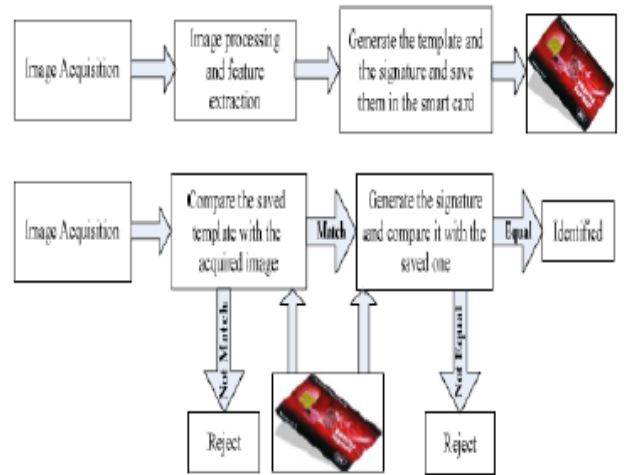 Image Acquisition
Image processing
and feature
extraction
Generate the template and
the signature and save
them in the smart card
Image Acquisition
Compare the saved
template with the
acquired image
Match
Generate the signature
and compare it with the
saved one
Equal
Identified
Not Match
Not Equal
Reject
Reject